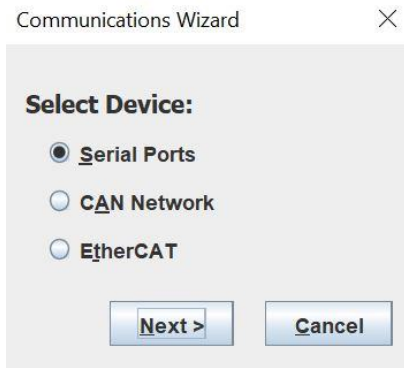 Communications Wizard
Select Device:
Serial Ports
CAN Network
EtherCAT
Next > Cancel